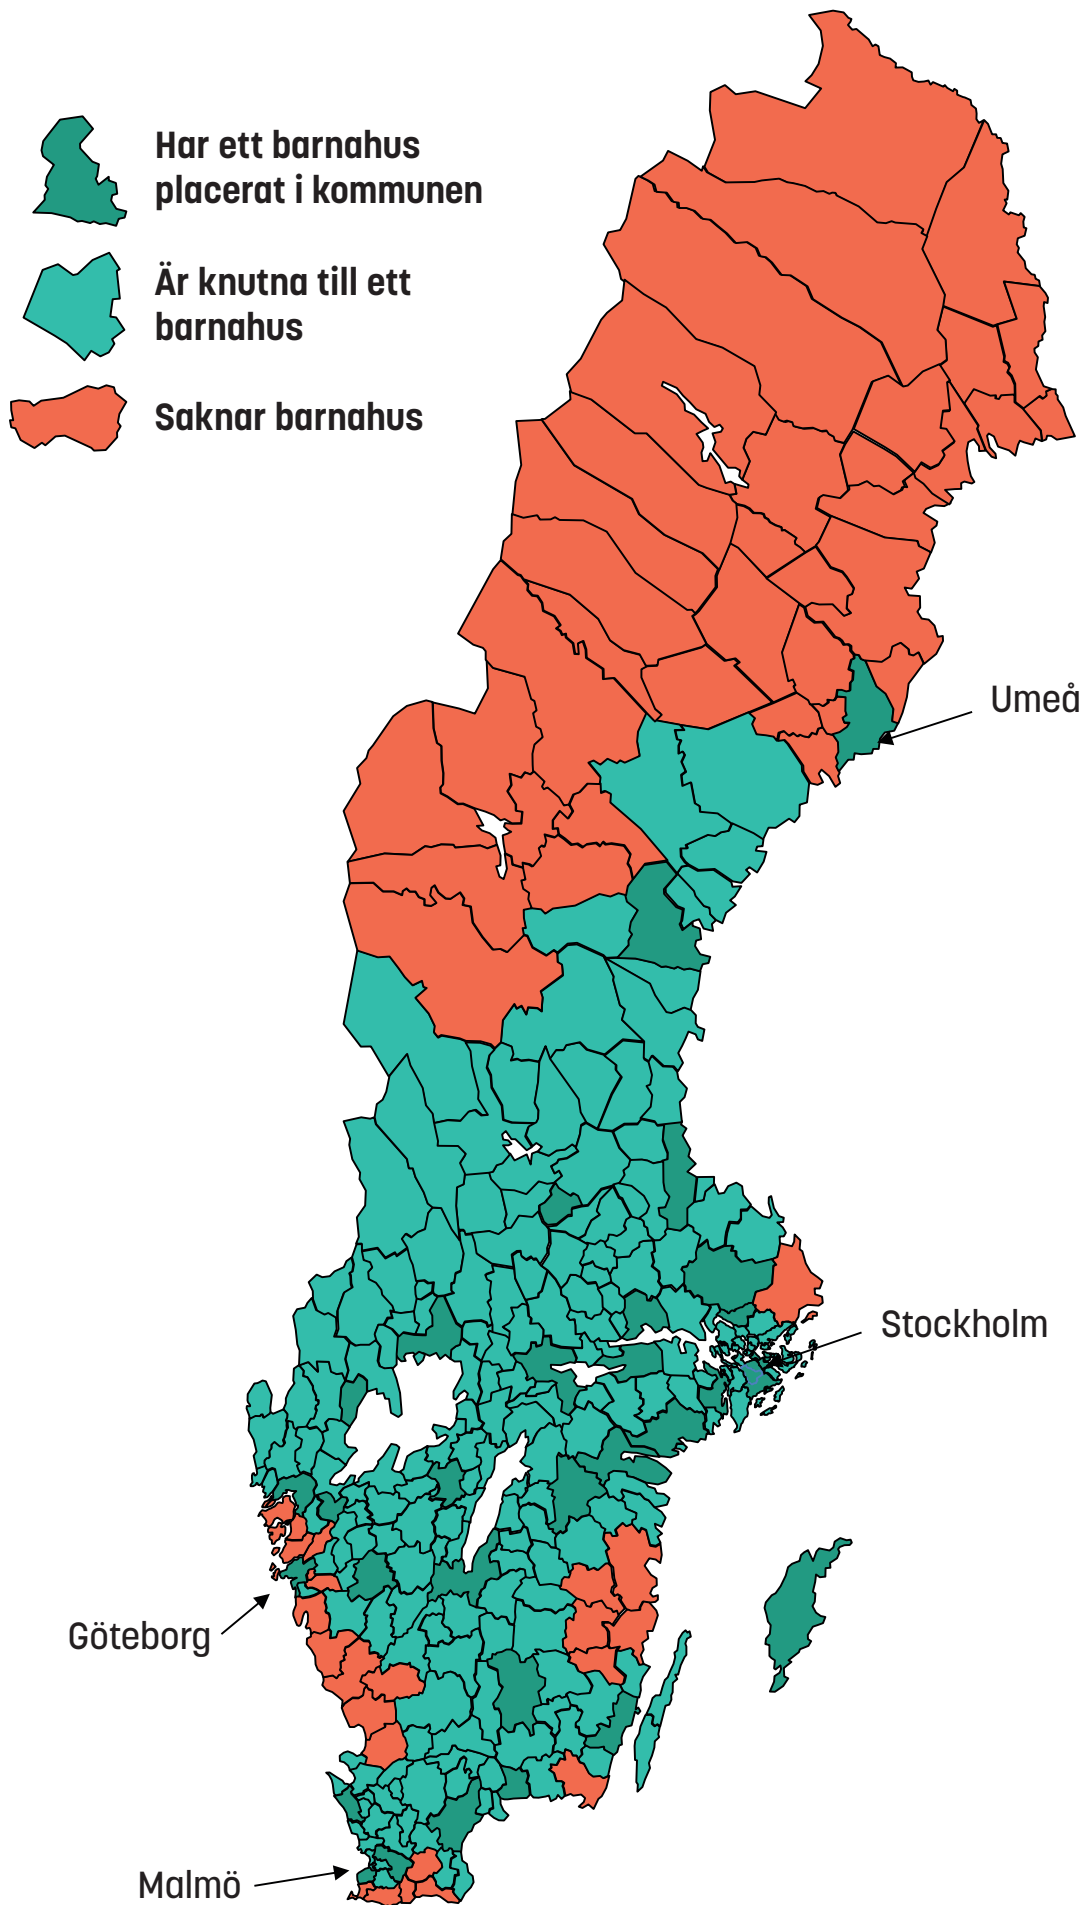 Har ett barnahus
placerat i kommunen
Är knutna till ett
barnahus
Saknar barnahus
Umeå
Stockholm
Göteborg
Malmö